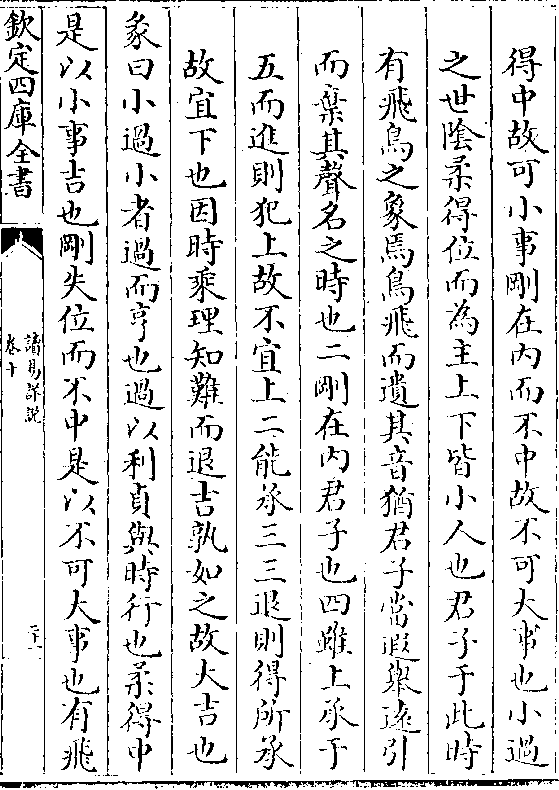 得中故可小事剛在内而不中故不可大事也小過
之世陰柔得位而為主上下皆小人也君子于此時
有飛鳥之象焉鳥飛而遺其音猶君子當遐舉遠引
而棄其聲名之時也二剛在内君子也四雖上承于
五而進則犯上故不宜上二能承三三退則得所承
故宜下也因時乘理知難而退吉孰如之故大吉也
彖曰小過小者過而亨也過以利貞與時行也柔得中
是以小事吉也剛失位而不中是以不可大事也有飛
欽定四庫全書
讀易詳説
卷十